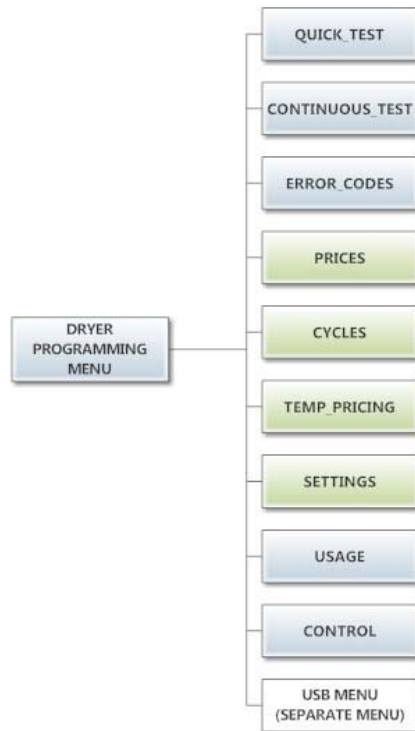 QUICK_TEST
CONTINUOUS_TEST
ERROR_CODES
PRICES
DRYER
PROGRAMMING
MENU
CYCLES
TEMP_PRICING
SETTINGS
USAGE
CONTROL
USB MENU
(SEPARATE MENU)